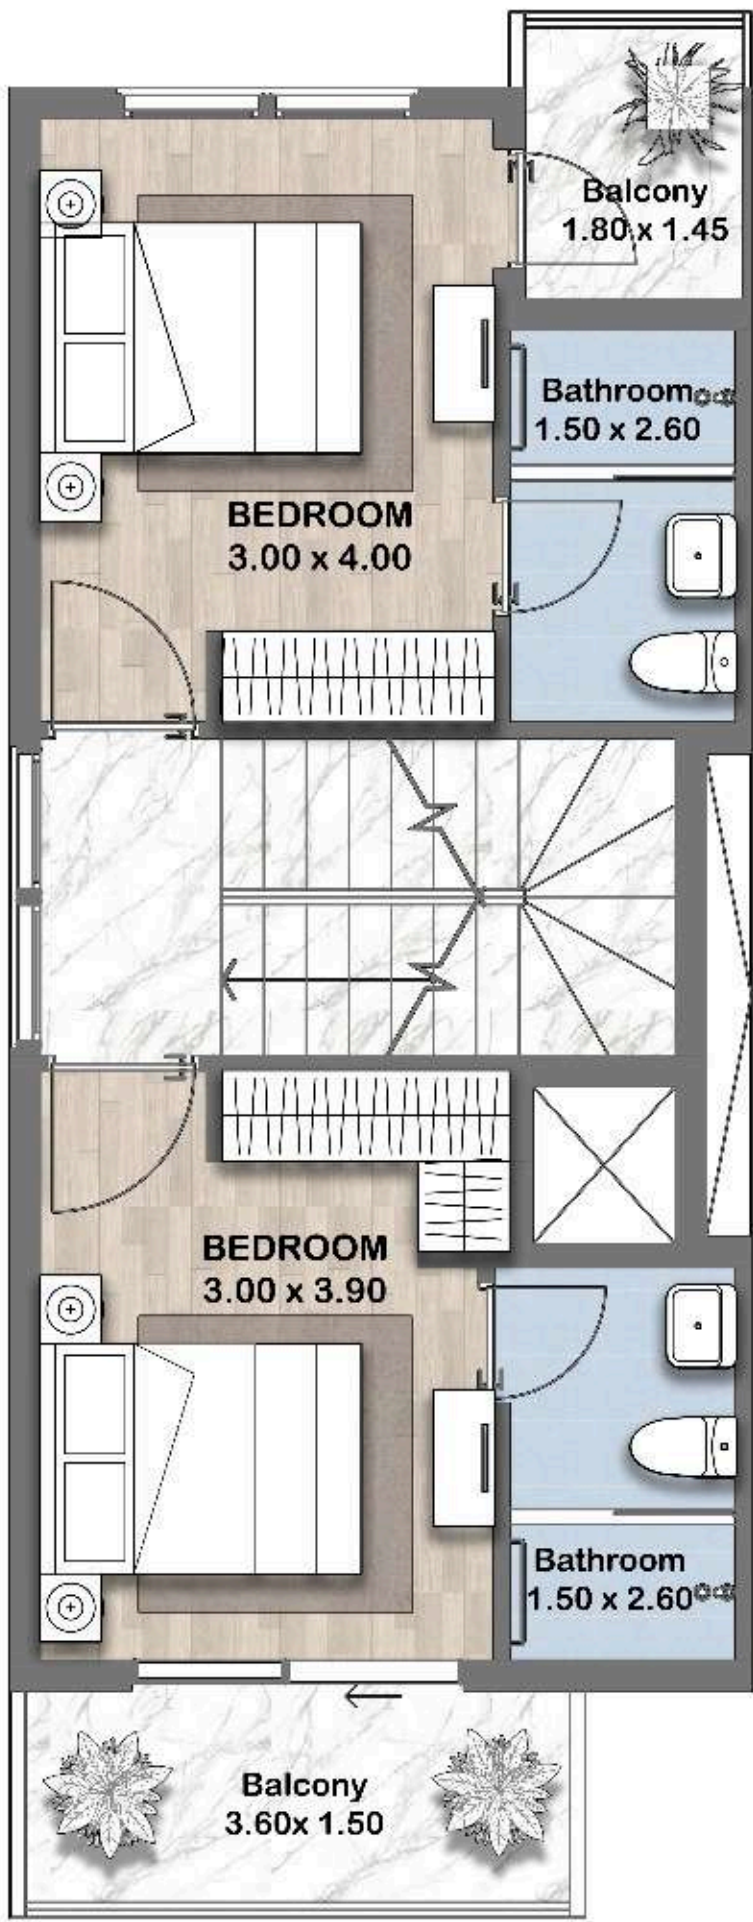 Balcony
1.80 x 1.45
Bathroom
1.50 x 2.60
BEDROOM
3.00 x 4.00
BEDROOM
3.00 x 3.90
Bathroom
1.50 x 2.60
Balcony
3.60x 1.50